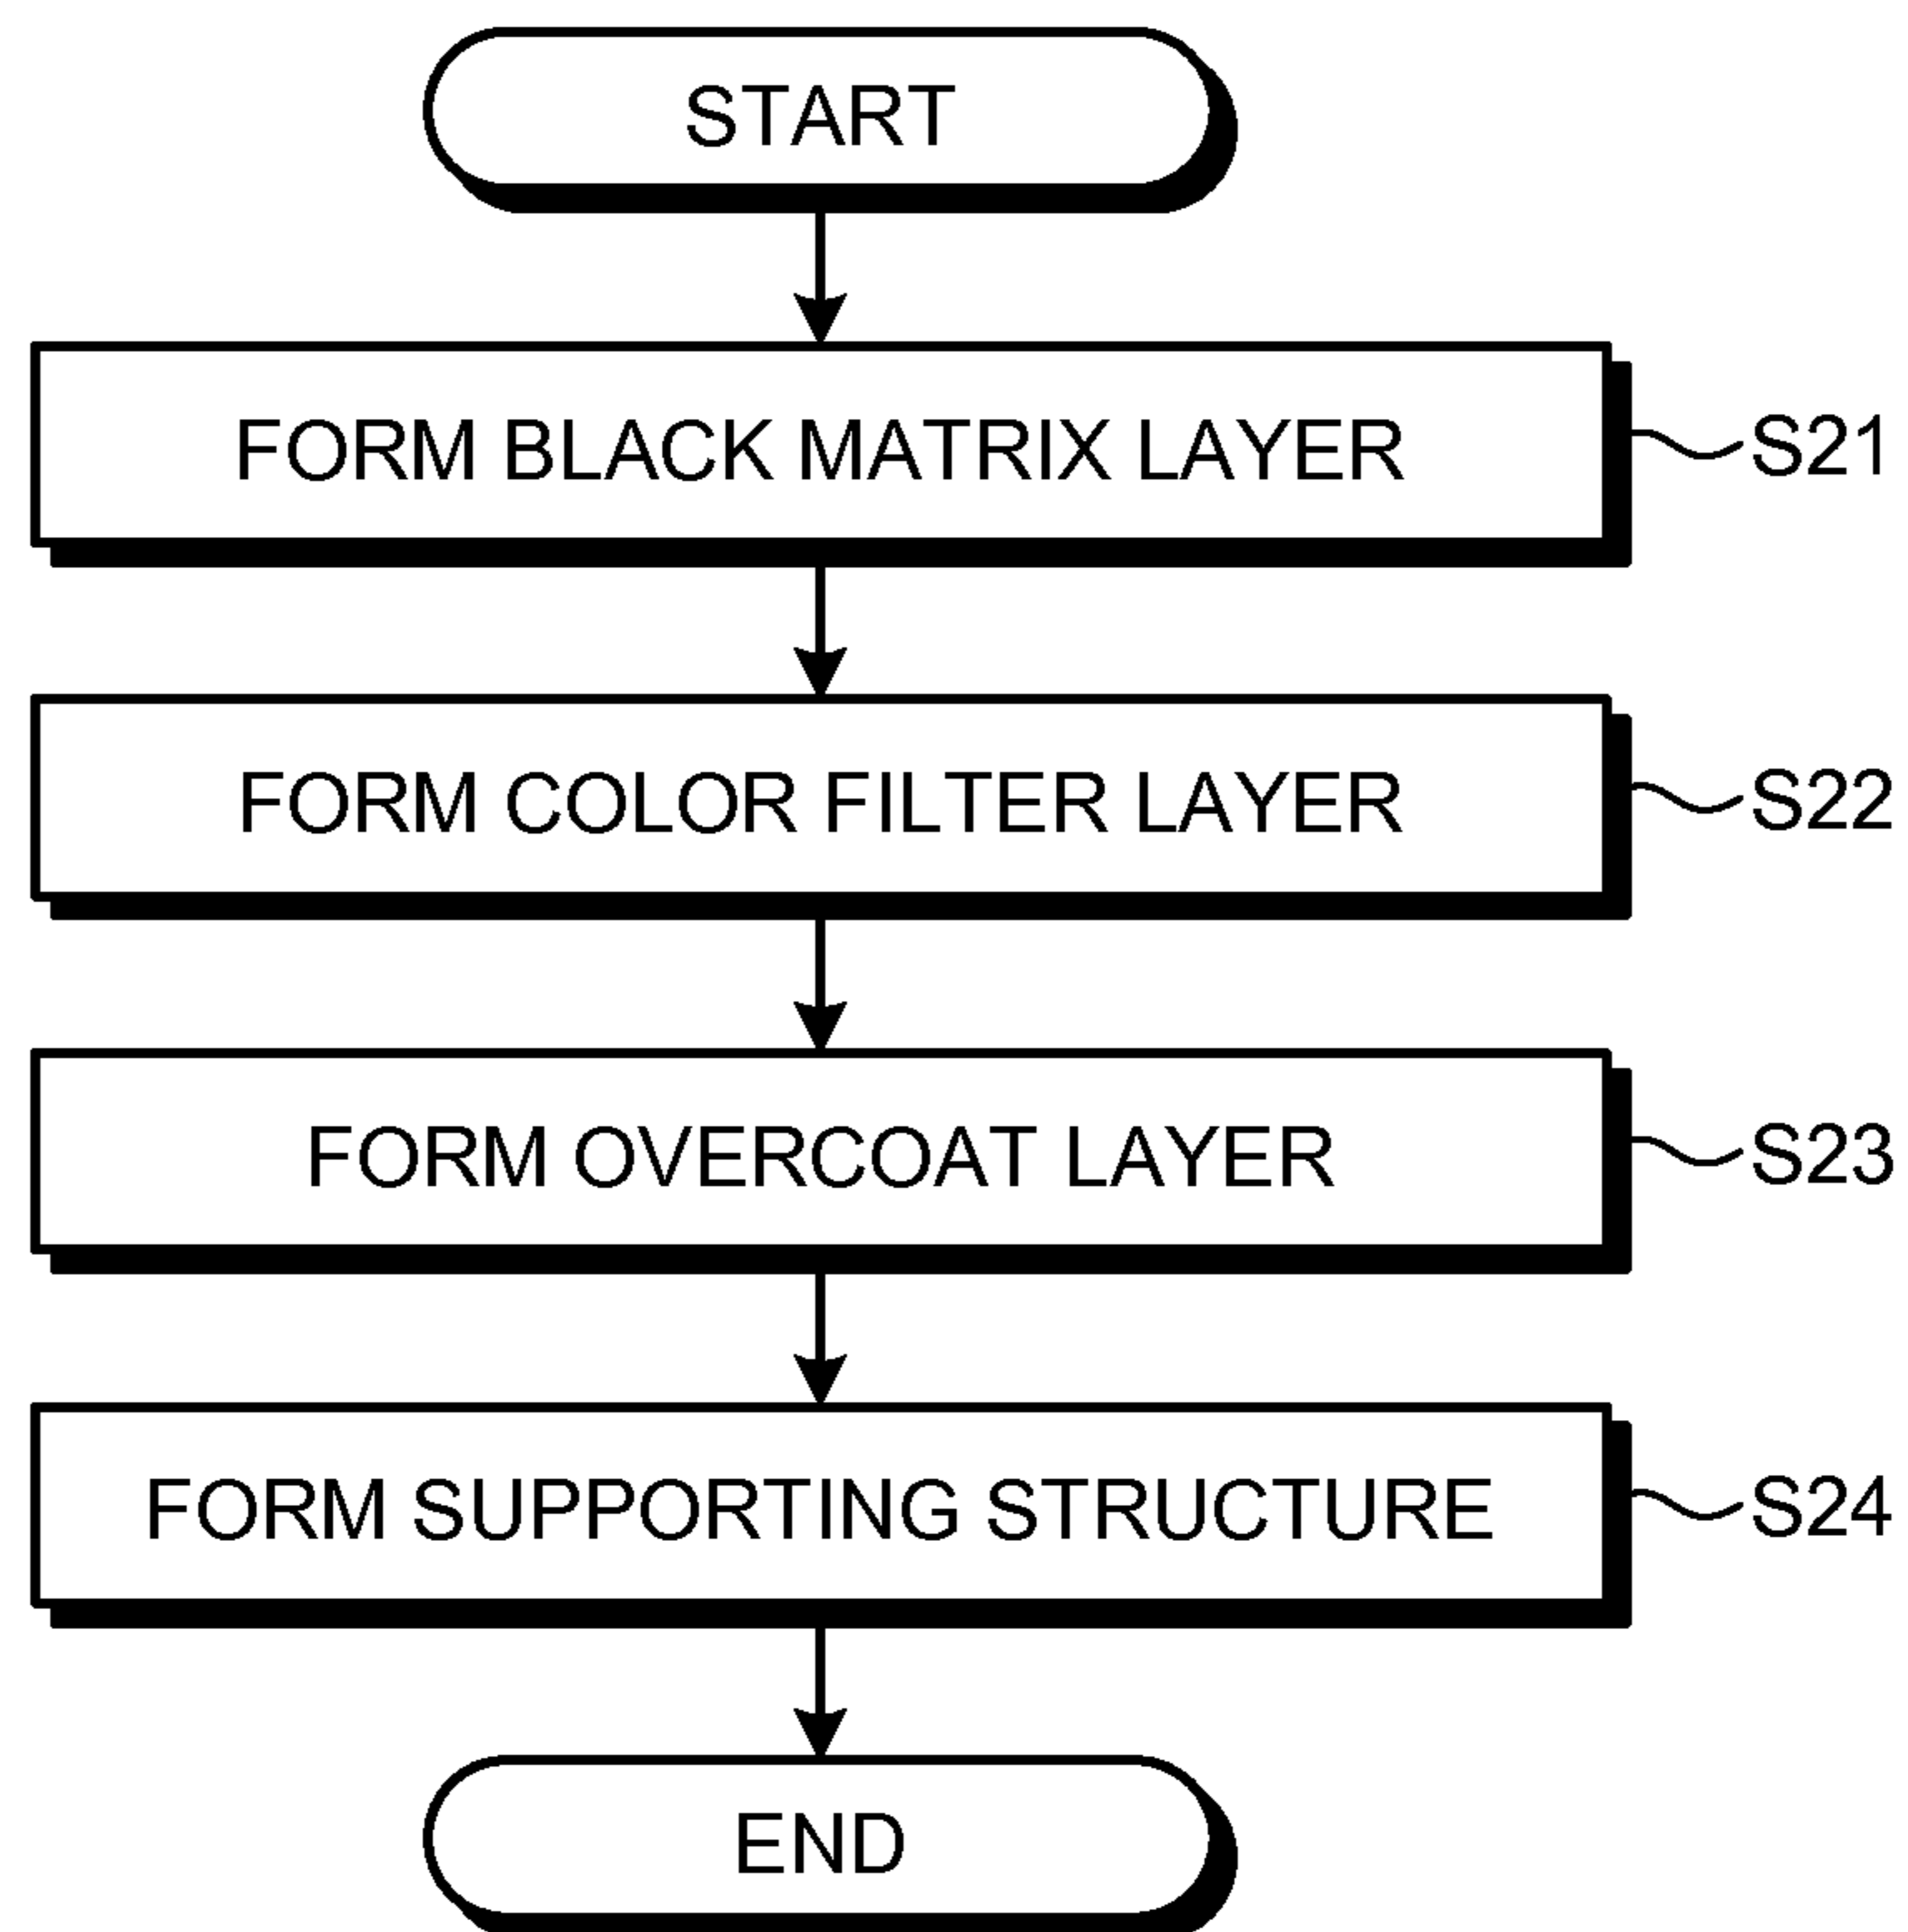 START
FORM BLACK MATRIX LAYER
S21
FORM COLOR FILTER LAYER
S22
FORM OVERCOAT LAYER
S23
FORM SUPPORTING STRUCTURE
S24
END